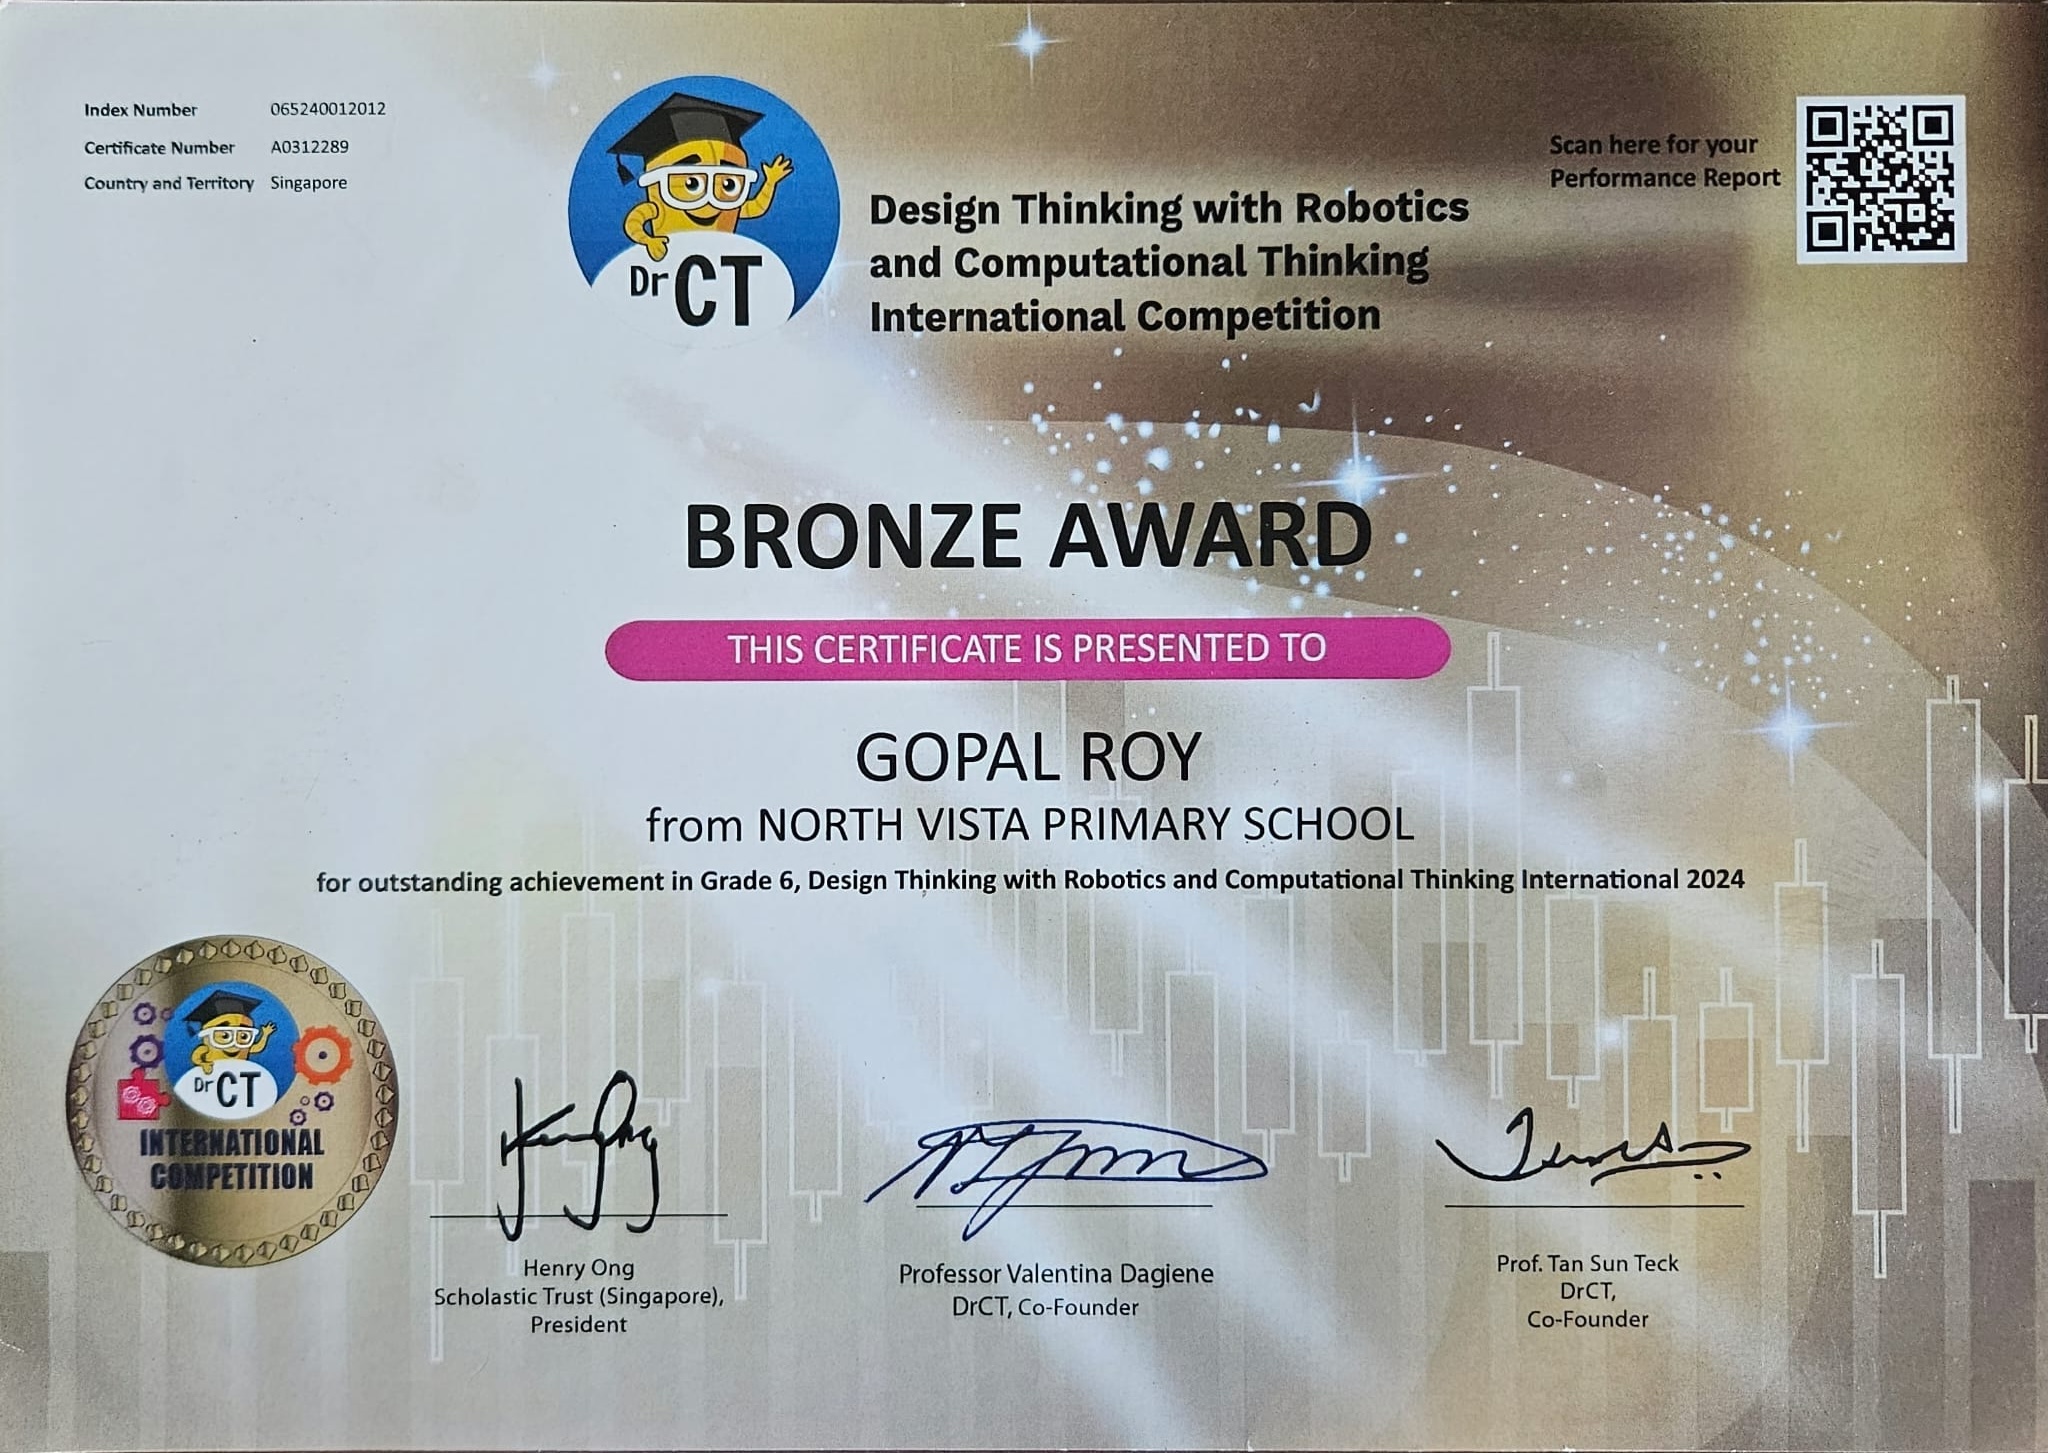 Index Number 065240012012
Certificate Number A0312289
Country and Territory Singapore
Dr CT
Design Thinking with Robotics
and Computational Thinking
International Competition
Scan here for your
Performance Report
BRONZE AWARD
THIS CERTIFICATE IS PRESENTED TO
GOPAL ROY
from NORTH VISTA PRIMARY SCHOOL
for outstanding achievement in Grade 6, Design Thinking with Robotics and Computational Thinking International 2024
Dr CT
INTERNATIONAL
COMPETITION
Henry Ong
Scholastic Trust (Singapore),
President
Professor Valentina Dagiene
DrCT, Co-Founder
Prof. Tan Sun Teck
DrCT,
Co-Founder